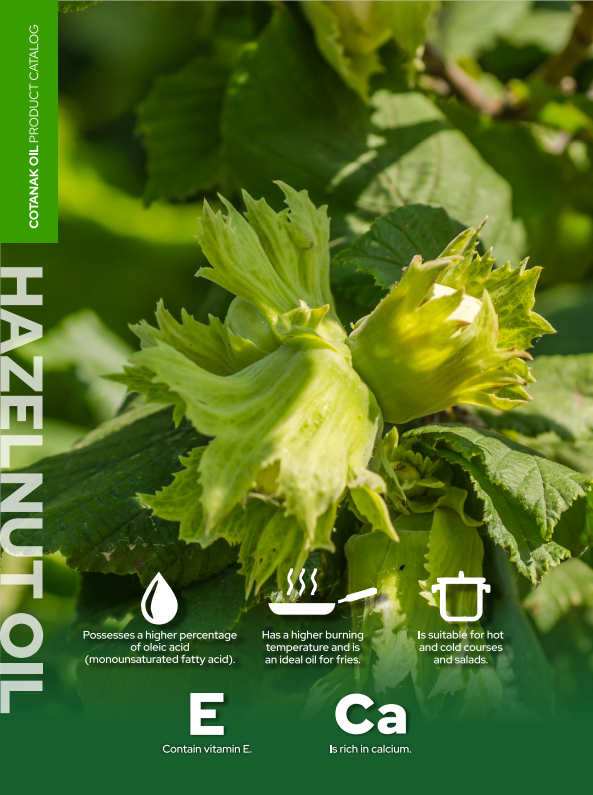 COTANAK OIL PRODUCT CATALOG
HAZELNUT OIL
Possesses a higher percentage
of oleic acid
(monounsaturated fatty acid).
Has a higher burning
temperature and is
an ideal oil for fries.
Is suitable for hot
and cold courses
and salads.
E
Contain vitamin E.
Ca
Is rich in calcium.